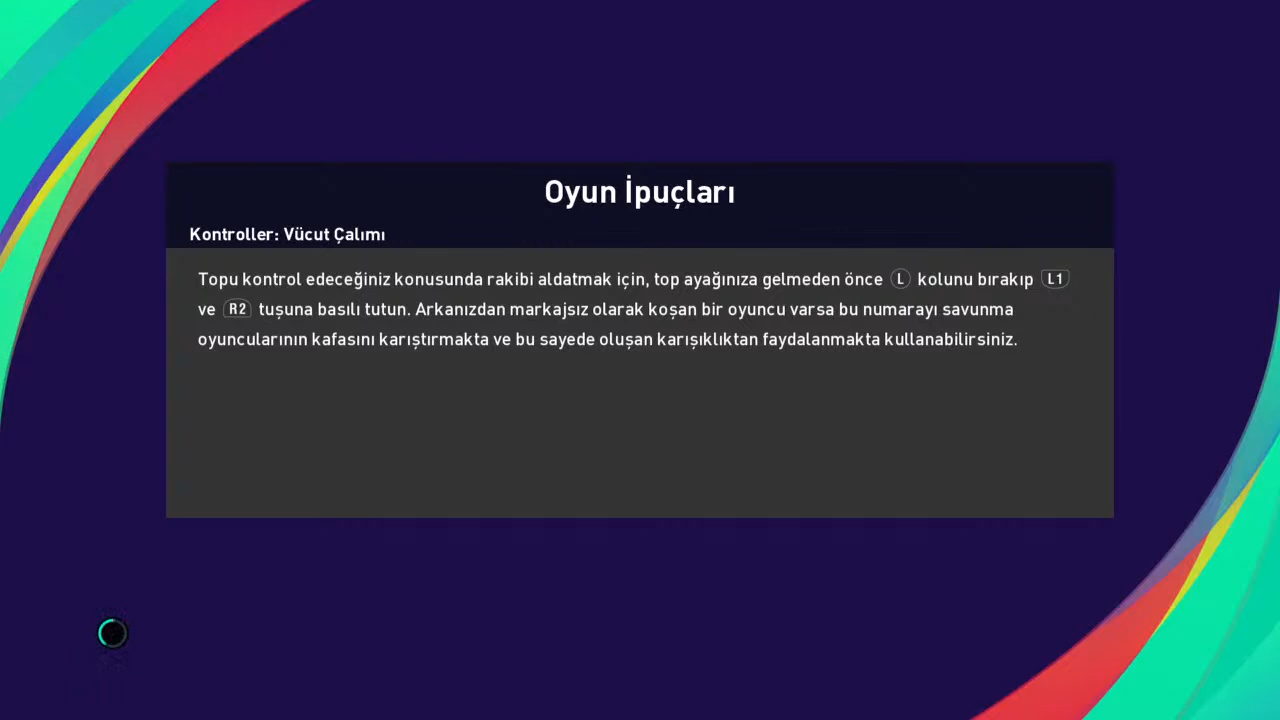 Oyun İpuçları
Kontroller: Vücut Çalımı
Topu kontrol edeceğiniz konusunda rakibi aldatmak için, top ayağınıza gelmeden önce L kolunu bırakıp L1
ve R2 tuşuna basılı tutun. Arkanızdan markajsız olarak koşan bir oyuncu varsa bu numarayı savunma
oyuncularının kafasını karıştırmakta ve bu sayede oluşan karışıklıktan faydalanmakta kullanabilirsiniz.